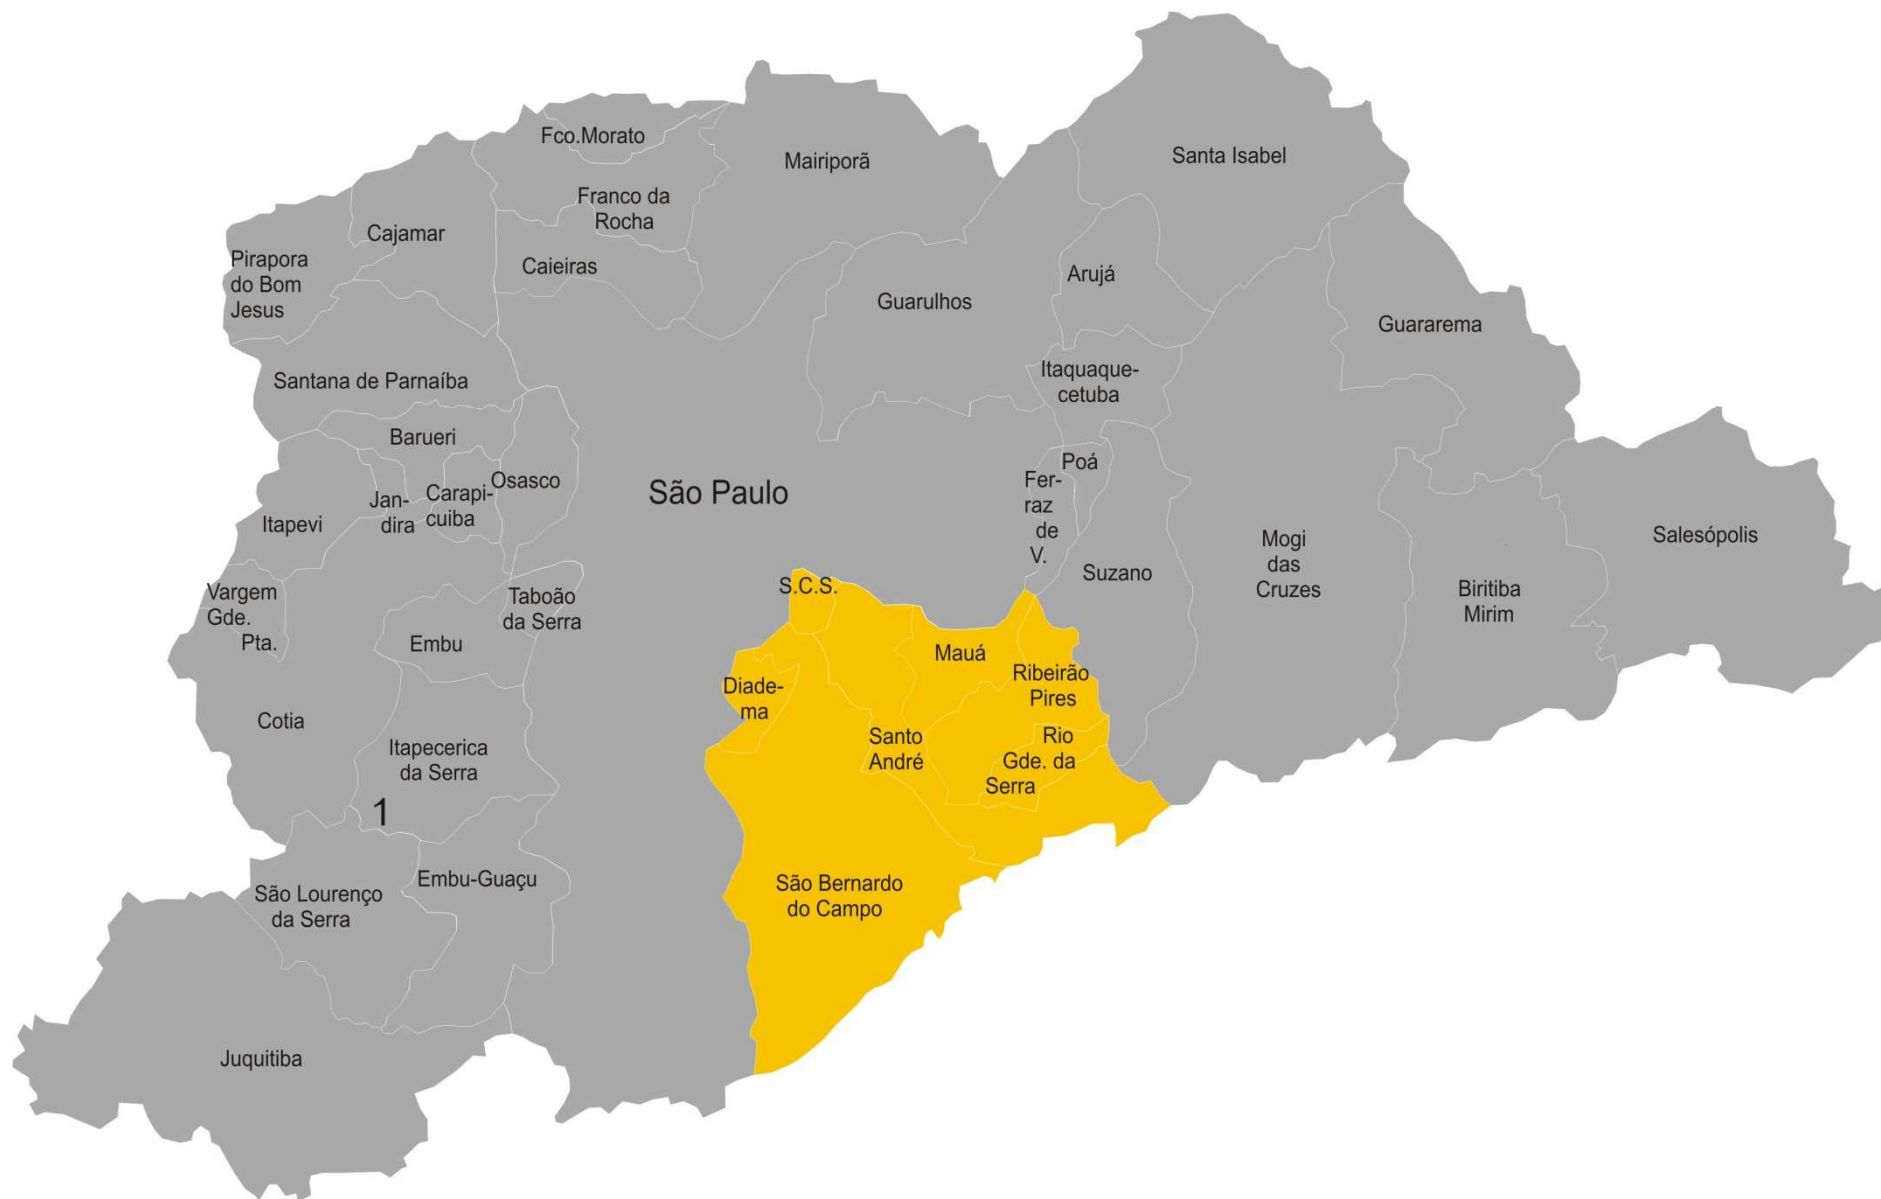 Fco.Morato
Mairiporã
Santa Isabel
Franco da
Rocha
Cajamar
Pirapora
do Bom
Jesus
Caieiras
Guarulhos
Arujá
Guararema
Santana de Parnaíba
Itaquaque-
cetuba
Barueri
Osasco
Carapi-
cuiba
Jan-
dira
Itapevi
São Paulo
Poá
Fer-
raz
de
V.
Suzano
Mogi
das
Cruzes
Biritiba
Mirim
Salesópolis
Vargem
Gde.
Pta.
Taboão
da Serra
Embu
S.C.S.
Mauá
Ribeirão
Pires
Diade-
ma
Santo
André
Rio
Gde. da
Serra
Cotia
Itapecerica
da Serra
1
São Lourenço
da Serra
Embu-Guaçu
São Bernardo
do Campo
Juquitiba